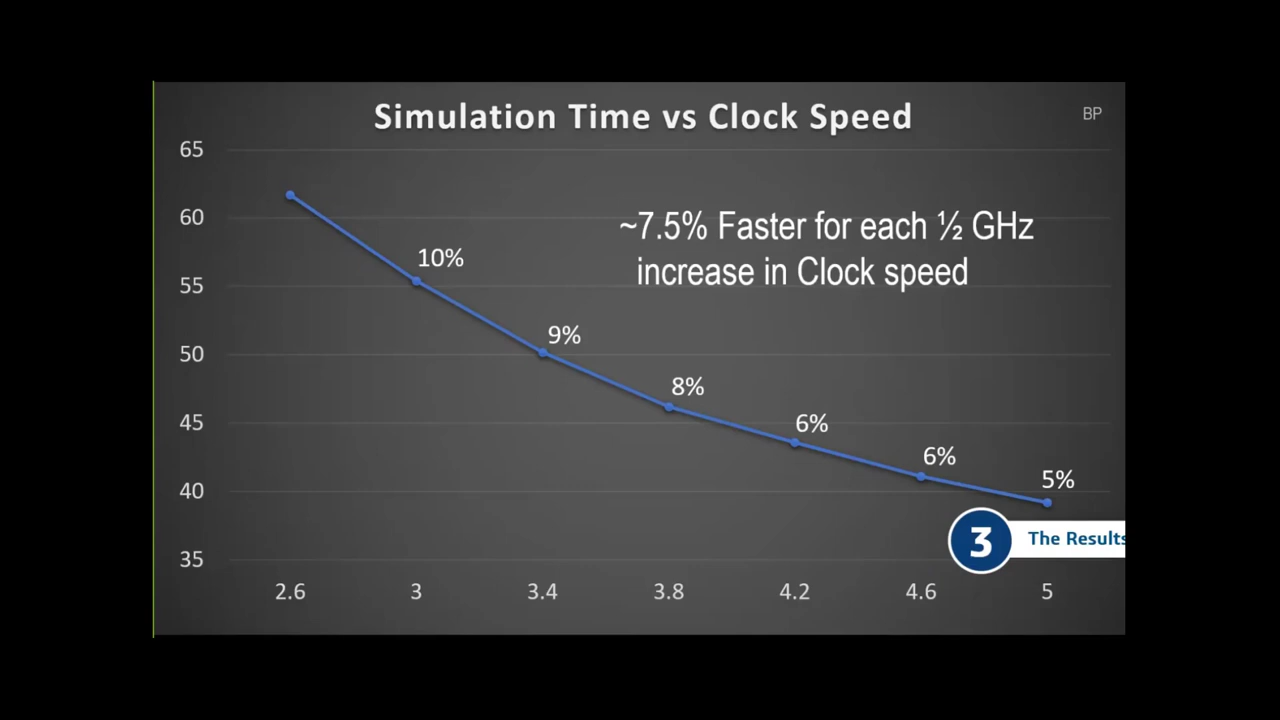 Simulation Time vs Clock Speed
BP
65
60
55
50
45
40
35
~7.5% Faster for each ½ GHz
increase in Clock speed
10%
9%
8%
6%
6%
5%
3
The Results
2.6 3 3.4 3.8 4.2 4.6 5